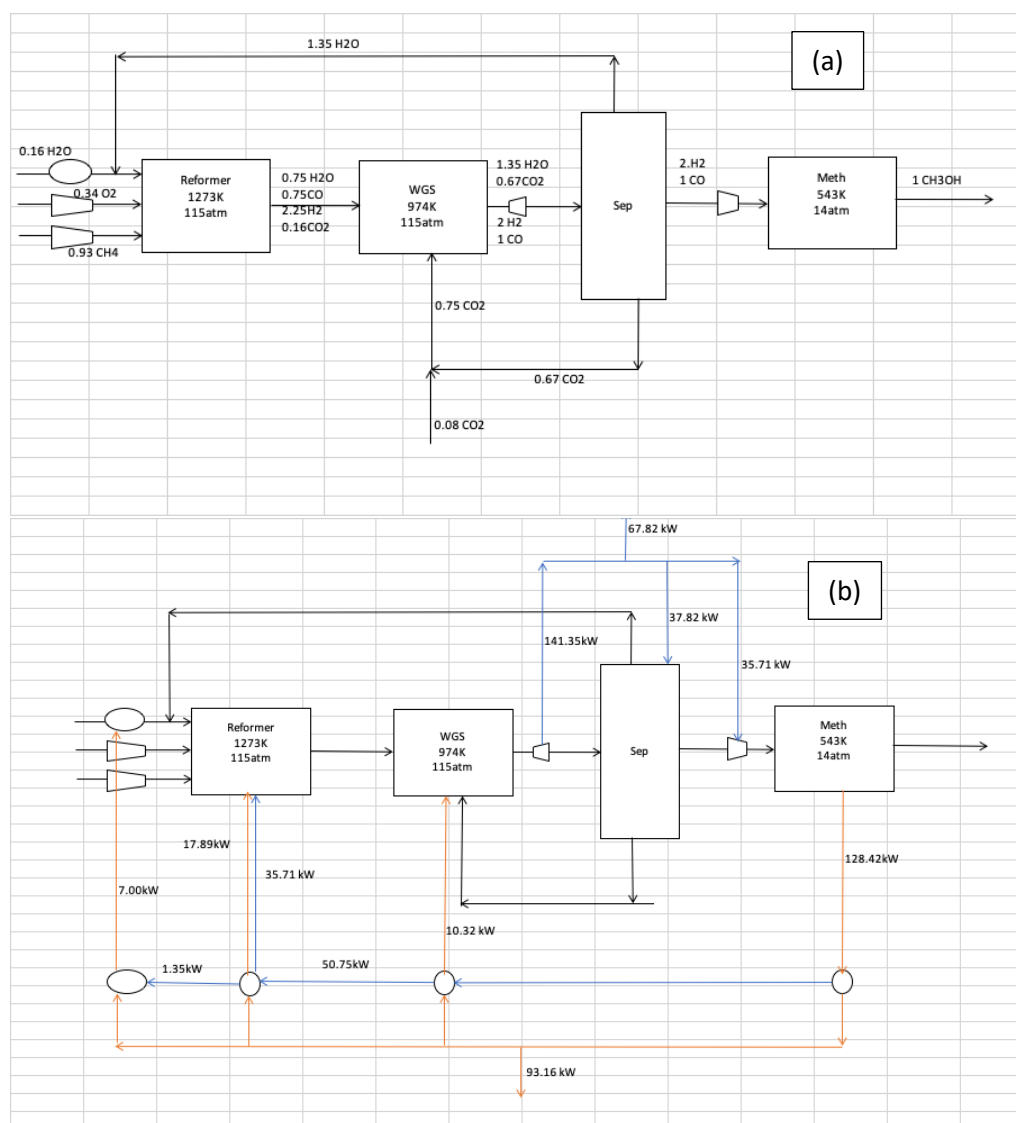 1.35 H2O
(a)
0.16 H2O
0.34 O2
0.93 CH4
Reformer
1273K
115atm
0.75 H2O
0.75CO
2.25H2
0.16CO2
WGS
974K
115atm
1.35 H2O
0.67CO2
2 H2
1 CO
Sep
2.H2
1 CO
Meth
543K
14atm
1 CH3OH
0.75 CO2
0.67 CO2
0.08 CO2
67.82 kW
(b)
141.35kW
37.82 kW
35.71 kW
Reformer
1273K
115atm
WGS
974K
115atm
Sep
Meth
543K
14atm
17.89kW
35.71 kW
7.00kW
10.32 kW
128.42kW
1.35kW
50.75kW
93.16 kW